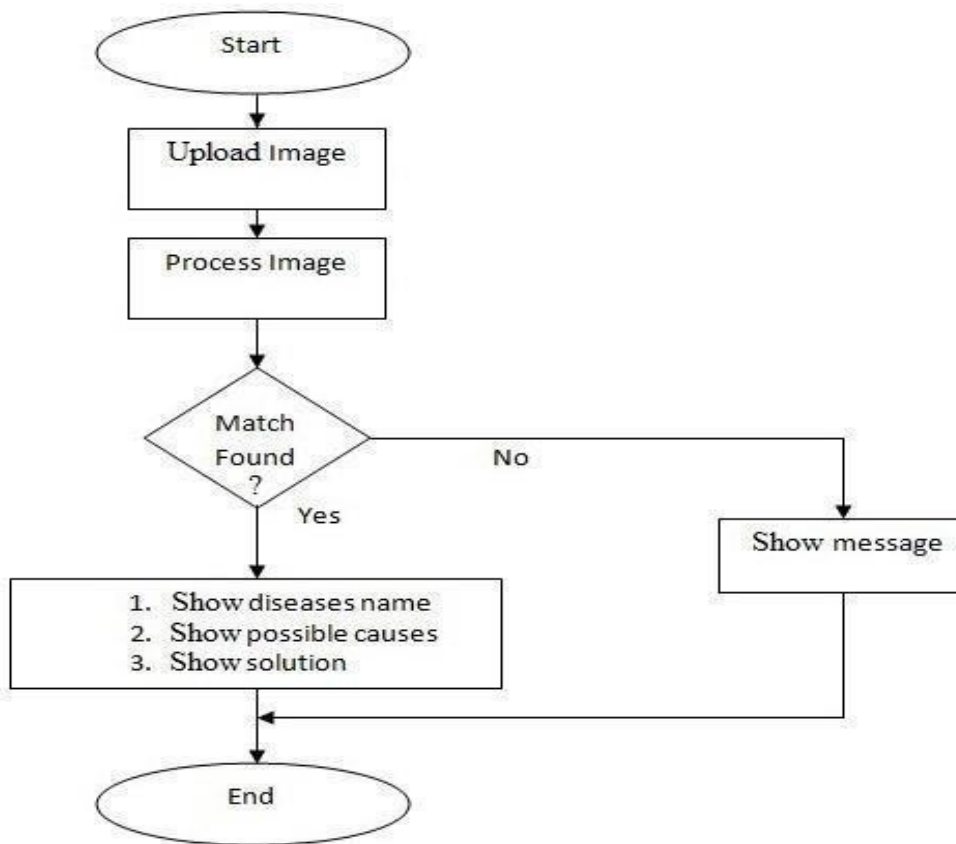 Start
Upload Image
Process Image
Match
Found
?
No
Yes
Show message
1. Show diseases name
2. Show possible causes
3. Show solution
End